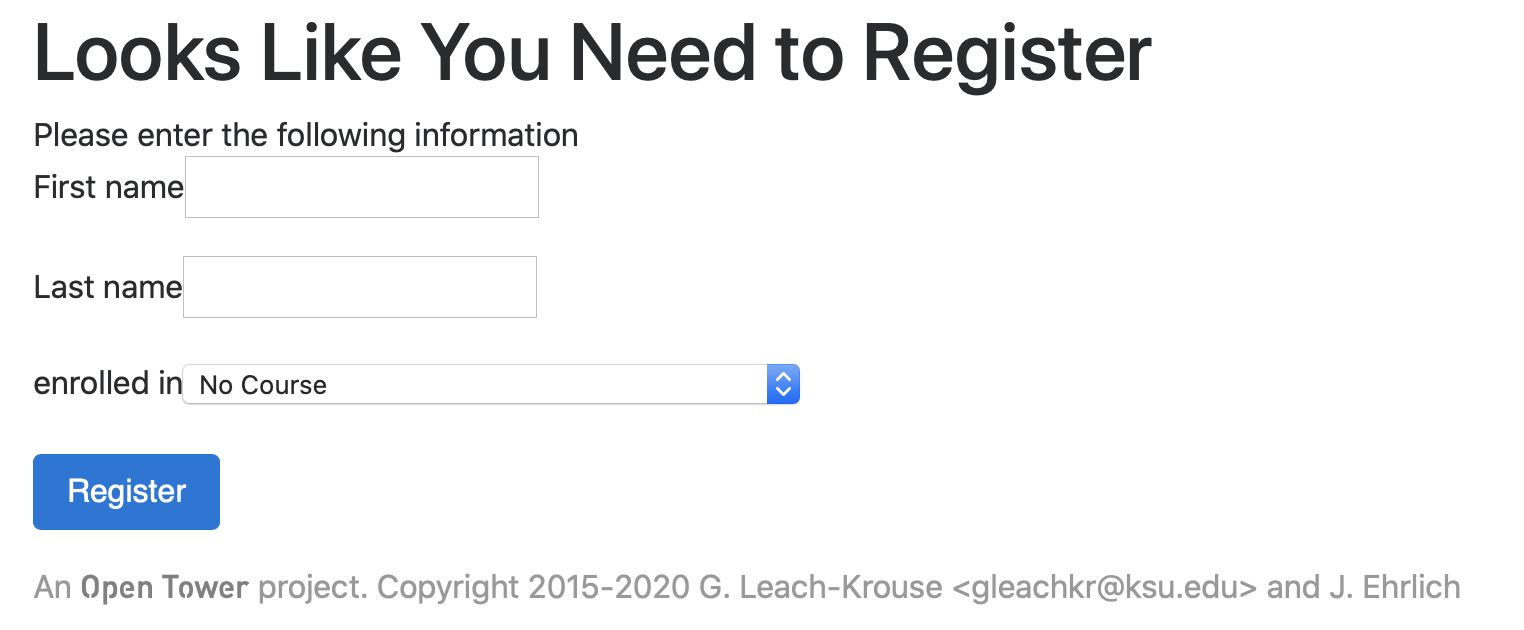 Looks Like You Need to Register
Please enter the following information
First name
Last name
enrolled in No Course
Register
An Open Tower project. Copyright 2015-2020 G. Leach-Krouse <gleachkr@ksu.edu> and J. Ehrlich